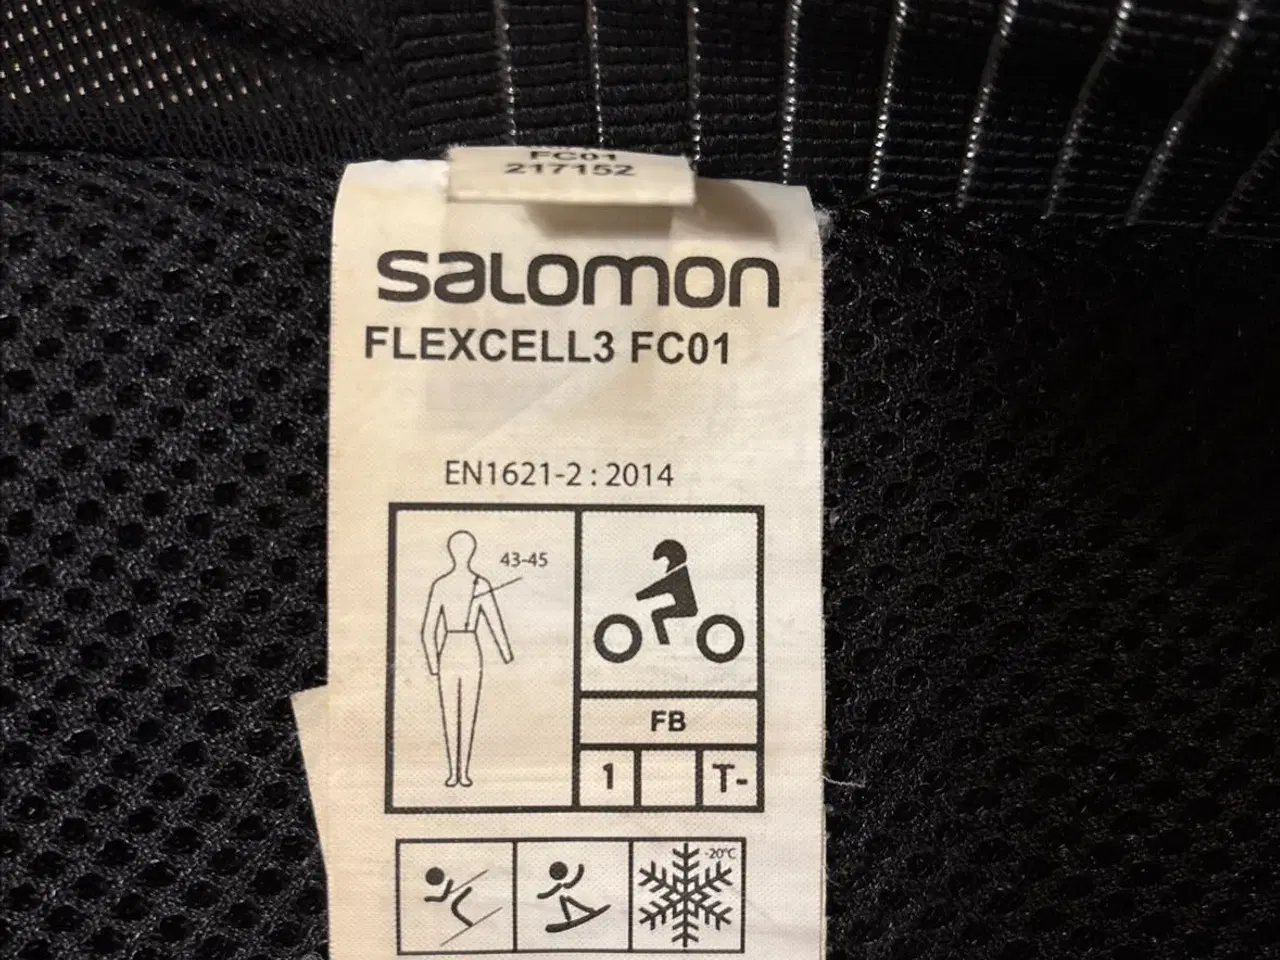 FC01
217152
salomon
FLEXCELL3 FC01
EN1621-2 : 2014
43-45
FB
1
T-
-20°C